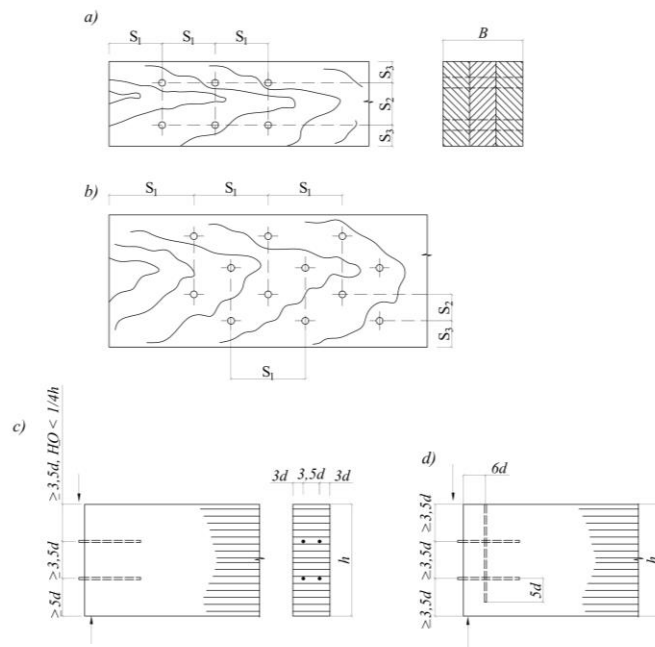 a)
S₁ S₁ S₁
B
S₃
S₂
S₃
b)
S₁ S₁ S₁
S₂
S₃
S₁
c)
≥3,5d, НО < 1/4h
≥3,5d
≥5d
3d 3,5d 3d
h
d)
6d
≥3,5d
≥3,5d
≥3,5d
5d
h